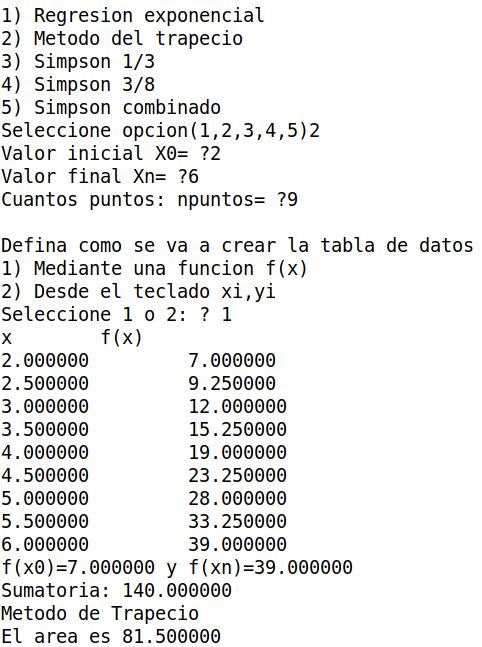 1) Regresion exponencial
2) Metodo del trapecio
3) Simpson 1/3
4) Simpson 3/8
5) Simpson combinado
Seleccione opcion(1,2,3,4,5)2
Valor inicial X0= ?2
Valor final Xn= ?6
Cuantos puntos: npuntos= ?9

Defina como se va a crear la tabla de datos
1) Mediante una funcion f(x)
2) Desde el teclado xi,yi
Seleccione 1 o 2: ? 1
x        f(x)
2.000000         7.000000
2.500000         9.250000
3.000000         12.000000
3.500000         15.250000
4.000000         19.000000
4.500000         23.250000
5.000000         28.000000
5.500000         33.250000
6.000000         39.000000
f(x0)=7.000000 y f(xn)=39.000000
Sumatoria: 140.000000
Metodo de Trapecio
El area es 81.500000